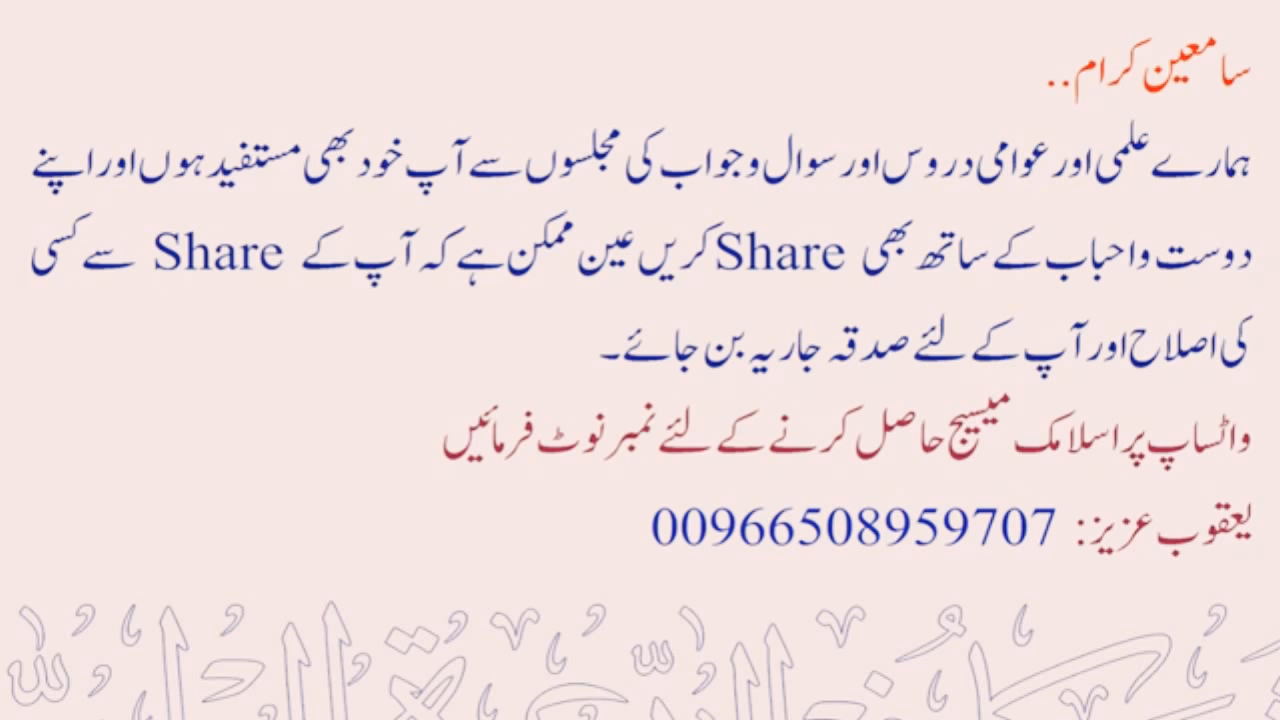 سامعین کرام..
ہمارے علمی اور عوامی دروس اور سوال وجواب کی مجلسوں سے آپ خود بھی مستفید ہوں اور اپنے
دوست واحباب کے ساتھ بھی Share کریں عین ممکن ہے کہ آپ کے Share سے کسی
کی اصلاح اور آپ کے لئے صدقہ جاریہ بن جائے۔
واٹساپ پر اسلامک میسیج حاصل کرنے کے لئے نمبر نوٹ فرمائیں
یعقوب عزیز: 00966508959707